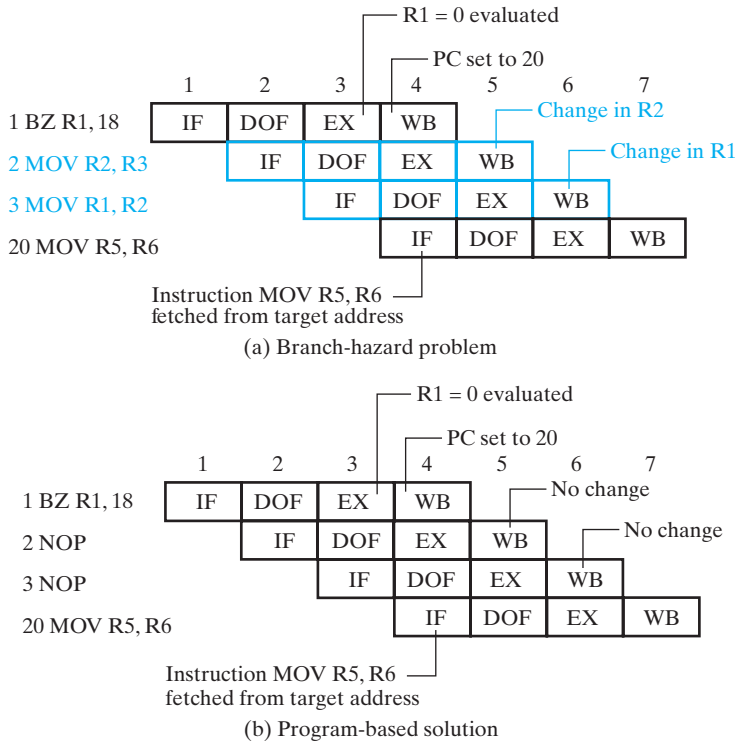 R1 = 0 evaluated
PC set to 20
1 2 3 4 5 6 7
Change in R2
1 BZ R1, 18 IF DOF EX WB
Change in R1
2 MOV R2, R3 IF DOF EX WB
3 MOV R1, R2 IF DOF EX WB
20 MOV R5, R6 IF DOF EX WB
Instruction MOV R5, R6
fetched from target address
(a) Branch-hazard problem
R1 = 0 evaluated
PC set to 20
1 2 3 4 5 6 7
No change
1 BZ R1, 18 IF DOF EX WB
No change
2 NOP IF DOF EX WB
3 NOP IF DOF EX WB
20 MOV R5, R6 IF DOF EX WB
Instruction MOV R5, R6
fetched from target address
(b) Program-based solution